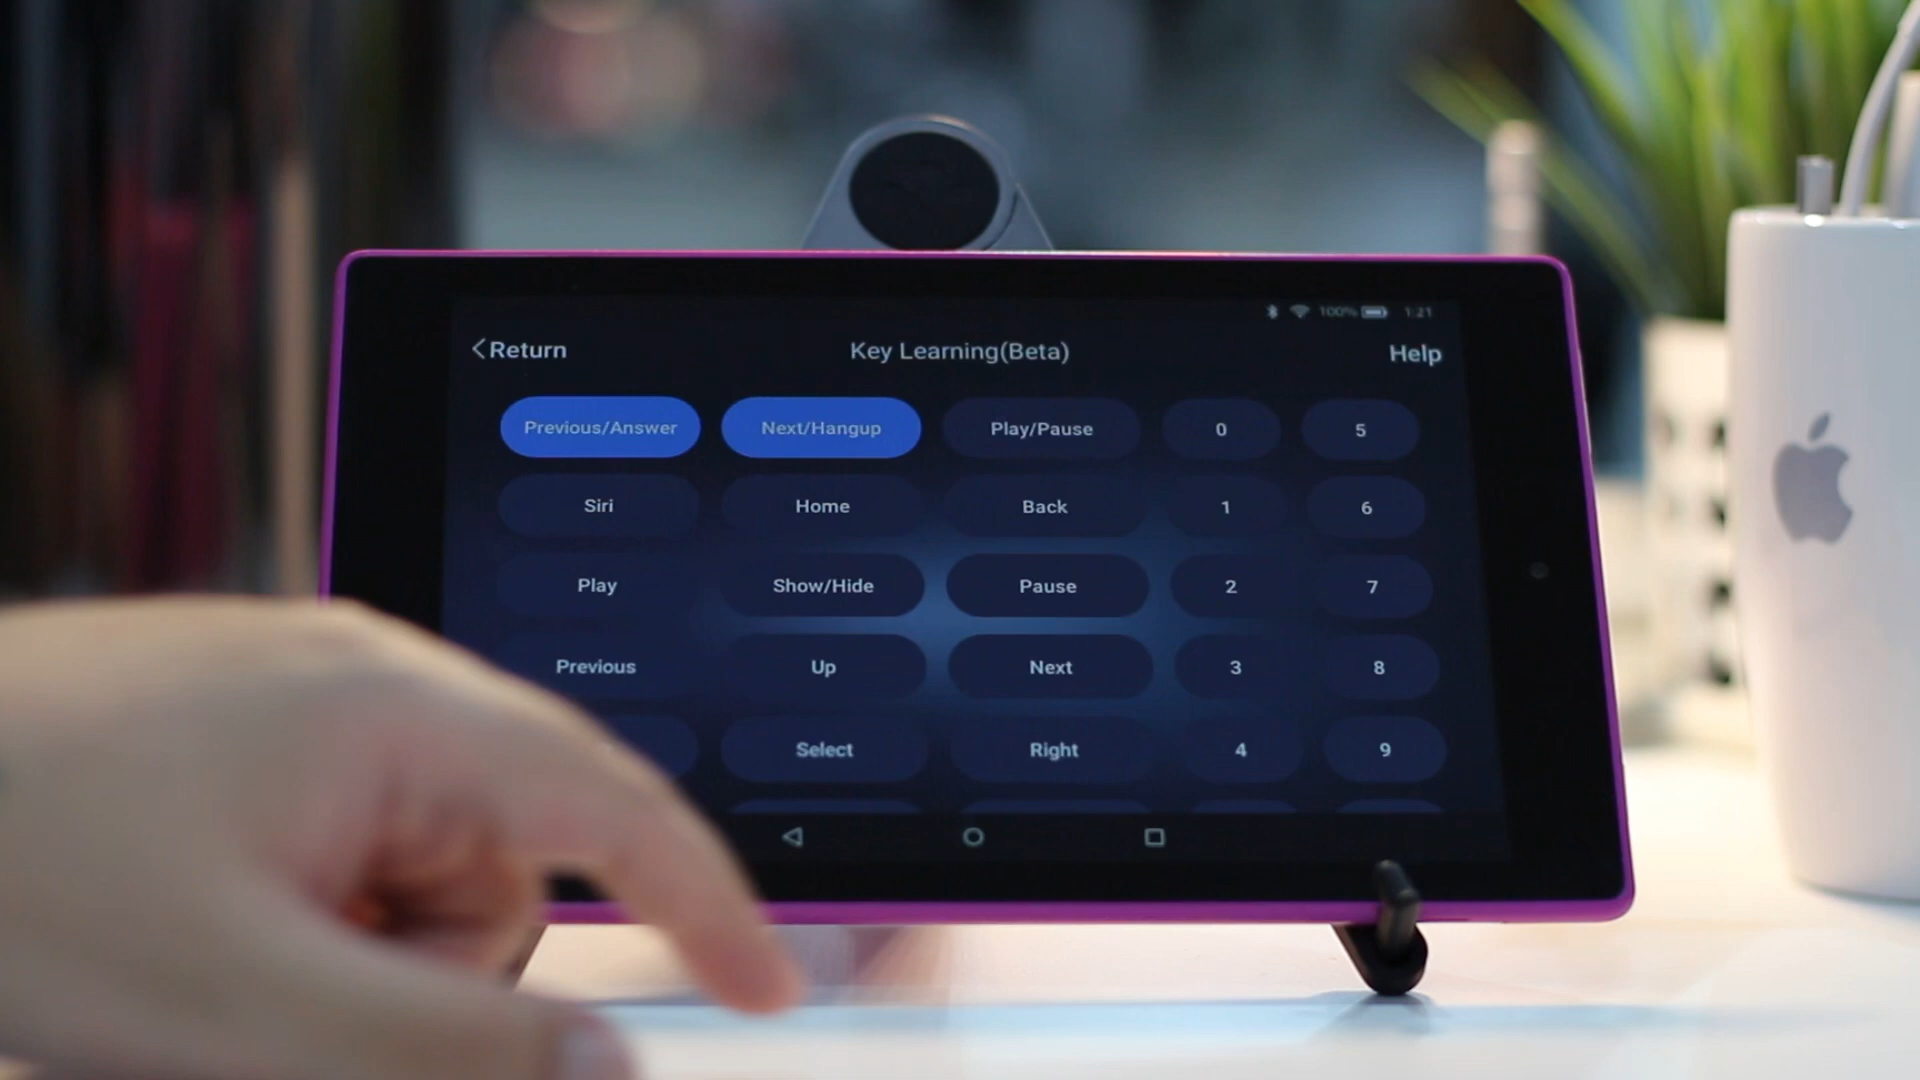 100% 1:21
Return Key Learning(Beta) Help
Previous/Answer Next/Hangup Play/Pause 0 5
Siri Home Back 1 6
Play Show/Hide Pause 2 7
Previous Up Next 3 8
Select Right 4 9